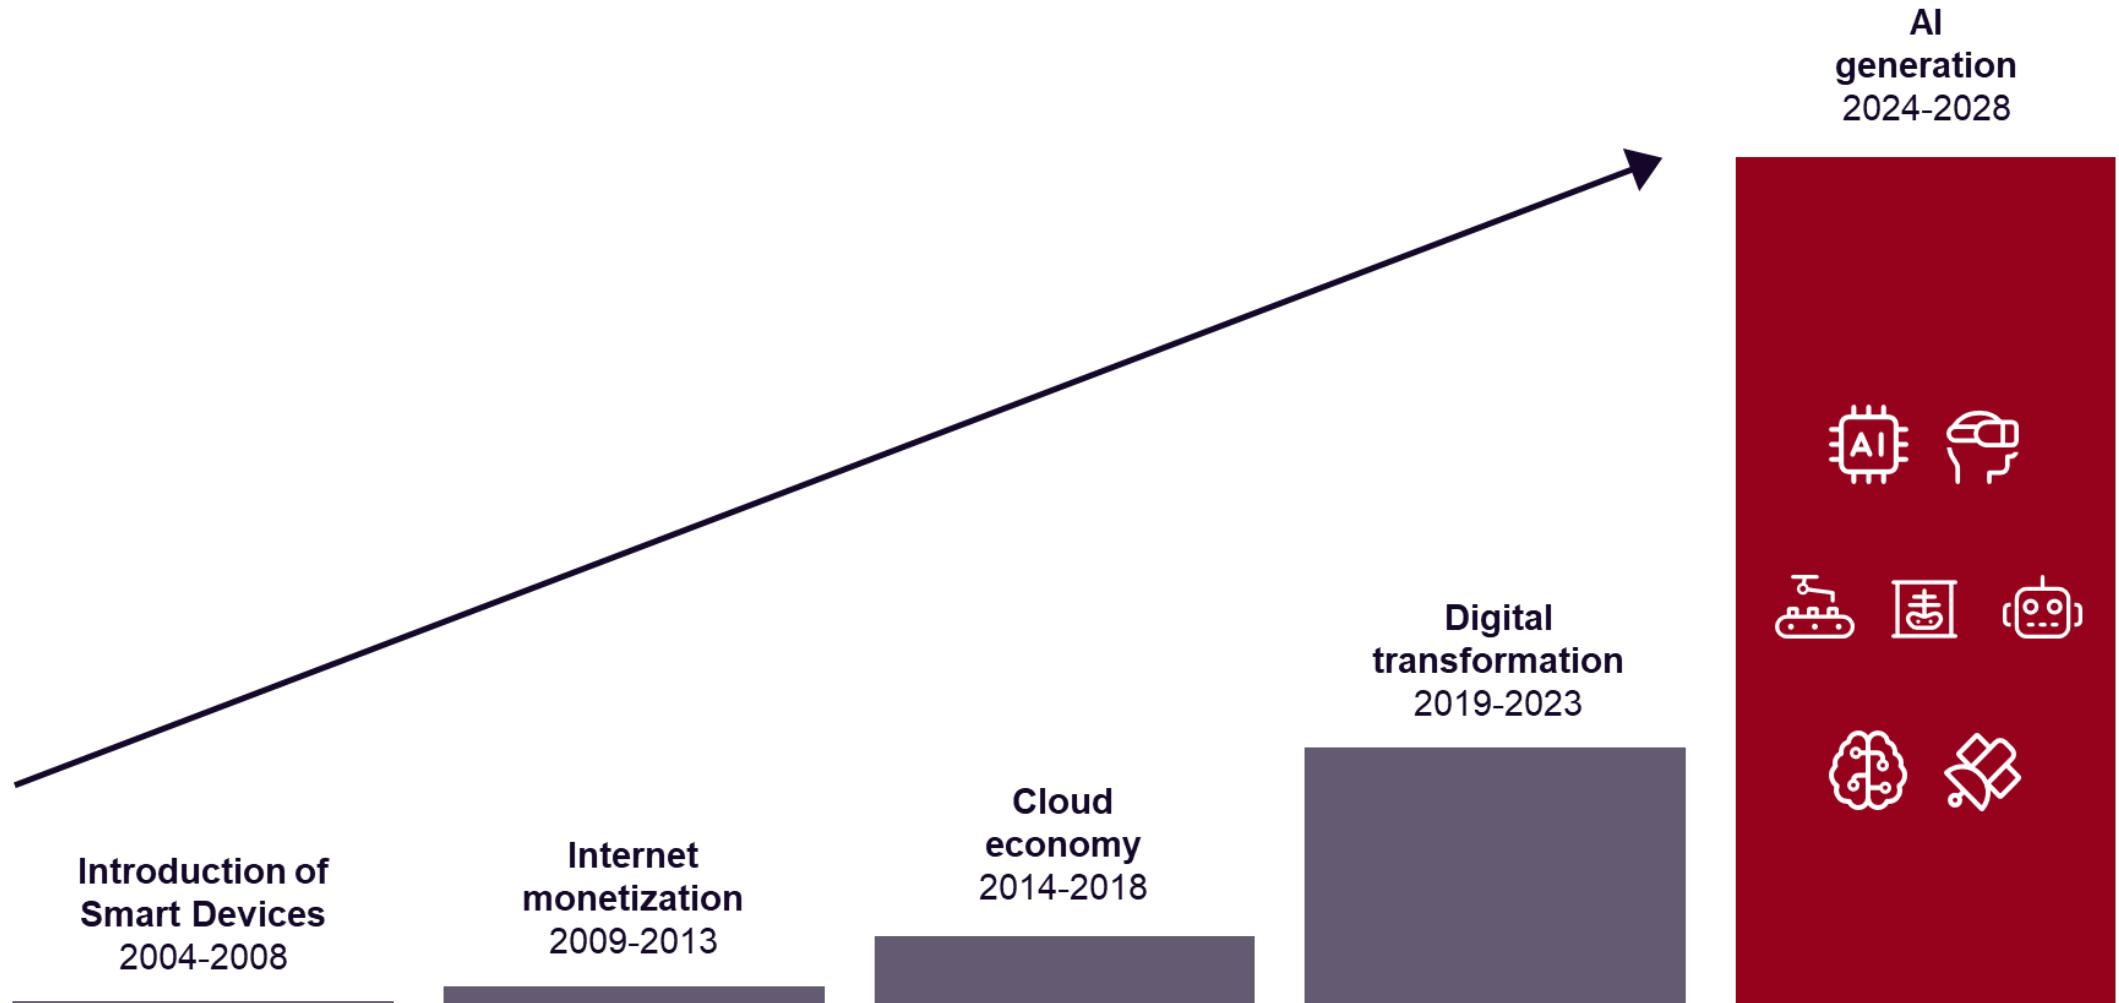 AI
generation
2024-2028
Digital
transformation
2019-2023
Cloud
economy
2014-2018
Internet
monetization
2009-2013
Introduction of
Smart Devices
2004-2008
AI